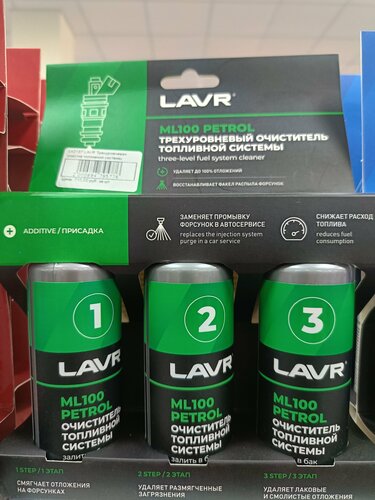 LAVR®
ML100 PETROL
ТРЕХУРОВНЕВЫЙ ОЧИСТИТЕЛЬ
ТОПЛИВНОЙ СИСТЕМЫ
three-level fuel system cleaner
УДАЛЯЕТ ДО 100% ОТЛОЖЕНИЙ
ВОССТАНАВЛИВАЕТ ФАКЕЛ РАСПЫЛА ФОРСУНОК
ADDITIVE / ПРИСАДКА
ЗАМЕНЯЕТ ПРОМЫВКУ
ФОРСУНОК В АВТОСЕРВИСЕ
replaces the injection system
purge in a car service
СНИЖАЕТ РАСХОД
ТОПЛИВА
reduces fuel
consumption
1
LAVR
ML100
PETROL
ОЧИСТИТЕЛЬ
ТОПЛИВНОЙ
СИСТЕМЫ
залить в
2
LAVR®
ML100
PETROL
ОЧИСТИТЕЛЬ
ТОПЛИВНОЙ
СИСТЕМЫ
залить в б
3
LAVR®
ML100
PETROL
ОЧИСТИТЕЛЬ
ТОПЛИВНОЙ
СИСТЕМЫ
в бак
1 STEP / 1 ЭТАП
СМЯГЧАЕТ ОТЛОЖЕНИЯ
НА ФОРСУНКАХ
2 STEP / 2 ЭТАП
УДАЛЯЕТ РАЗМЯГЧЕННЫЕ
ЗАГРЯЗНЕНИЯ
3 STEP / 3 ЭТАП
УДАЛЯЕТ ЛАКОВЫЕ
И СМОЛИСТЫЕ ОТЛОЖЕНИЯ